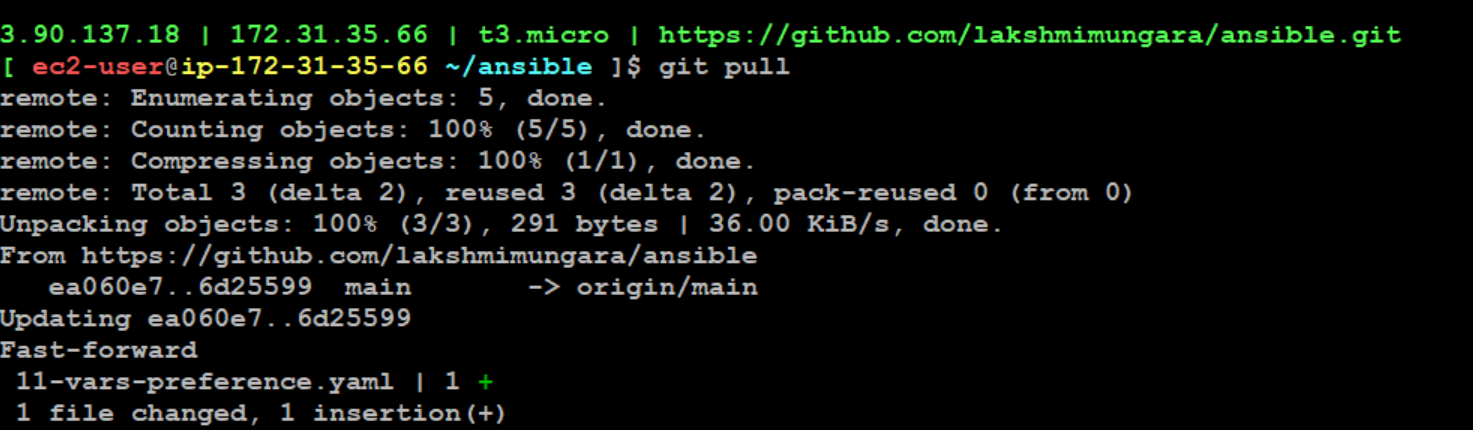 3.90.137.18 | 172.31.35.66 | t3.micro | https://github.com/lakshmimungara/ansible.git
[ ec2-user@ip-172-31-35-66 ~/ansible ]$ git pull
remote: Enumerating objects: 5, done.
remote: Counting objects: 100% (5/5), done.
remote: Compressing objects: 100% (1/1), done.
remote: Total 3 (delta 2), reused 3 (delta 2), pack-reused 0 (from 0)
Unpacking objects: 100% (3/3), 291 bytes | 36.00 KiB/s, done.
From https://github.com/lakshmimungara/ansible
   ea060e7..6d25599  main       -> origin/main
Updating ea060e7..6d25599
Fast-forward
 11-vars-preference.yaml | 1 +
 1 file changed, 1 insertion(+)